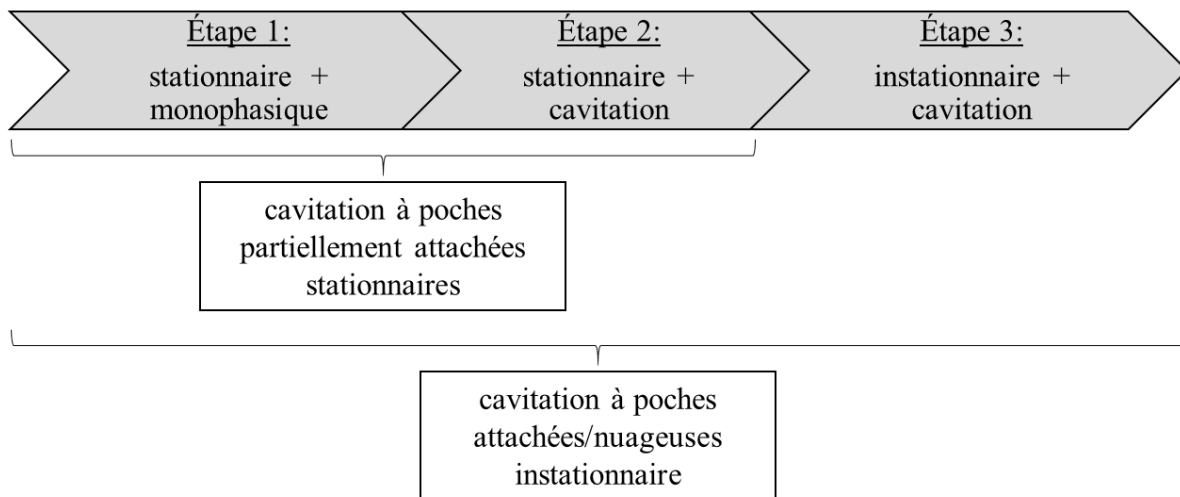 Étape 1:
stationnaire +
monophasique
Étape 2:
stationnaire +
cavitation
Étape 3:
instationnaire +
cavitation
cavitation à poches
partiellement attachées
stationnaires
cavitation à poches
attachées/nuageuses
instationnaire